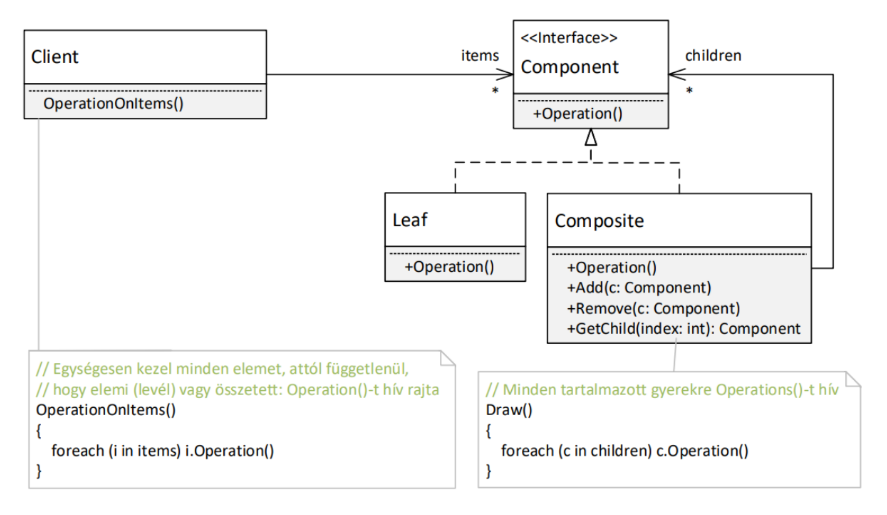 Client
OperationOnItems()
items
*
<<Interface>>
Component
+Operation()
children
*
Leaf
+Operation()
Composite
+Operation()
+Add(c: Component)
+Remove(c: Component)
+GetChild(index: int): Component
// Egységesen kezel minden elemet, attól függetlenül,
// hogy elemi (levél) vagy összetett: Operation()-t hív rajta
OperationOnItems()
{
foreach (i in items) i.Operation()
}
// Minden tartalmazott gyerekre Operations()-t hív
Draw()
{
foreach (c in children) c.Operation()
}